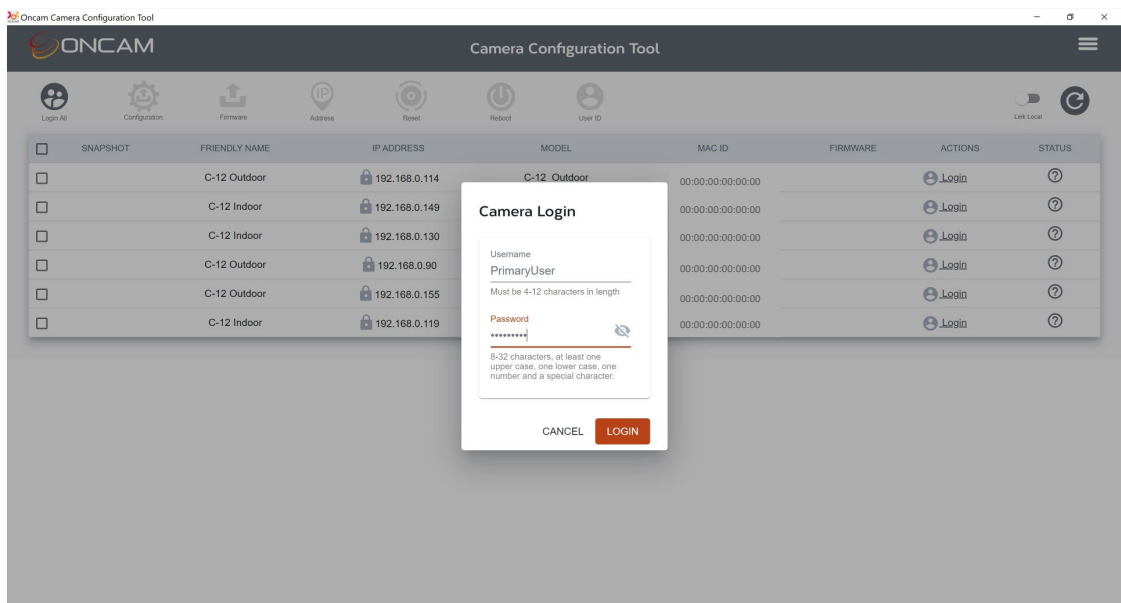 Oncam Camera Configuration Tool
ONCAM
Camera Configuration Tool
Login All Configuration Firmware Address Reset Reboot User ID Link Local
IP
SNAPSHOT FRIENDLY NAME IP ADDRESS MODEL MAC ID FIRMWARE ACTIONS STATUS
C-12 Outdoor 192.168.0.114 C-12 Outdoor 00:00:00:00:00:00 Login ?
C-12 Indoor 192.168.0.149 00:00:00:00:00:00 Login ?
C-12 Indoor 192.168.0.130 00:00:00:00:00:00 Login ?
C-12 Outdoor 192.168.0.90 00:00:00:00:00:00 Login ?
C-12 Outdoor 192.168.0.155 00:00:00:00:00:00 Login ?
C-12 Indoor 192.168.0.119 00:00:00:00:00:00 Login ?
Camera Login
Username
PrimaryUser
Must be 4-12 characters in length
Password
•••••••••
8-32 characters, at least one
upper case, one lower case, one
number and a special character.
CANCEL LOGIN